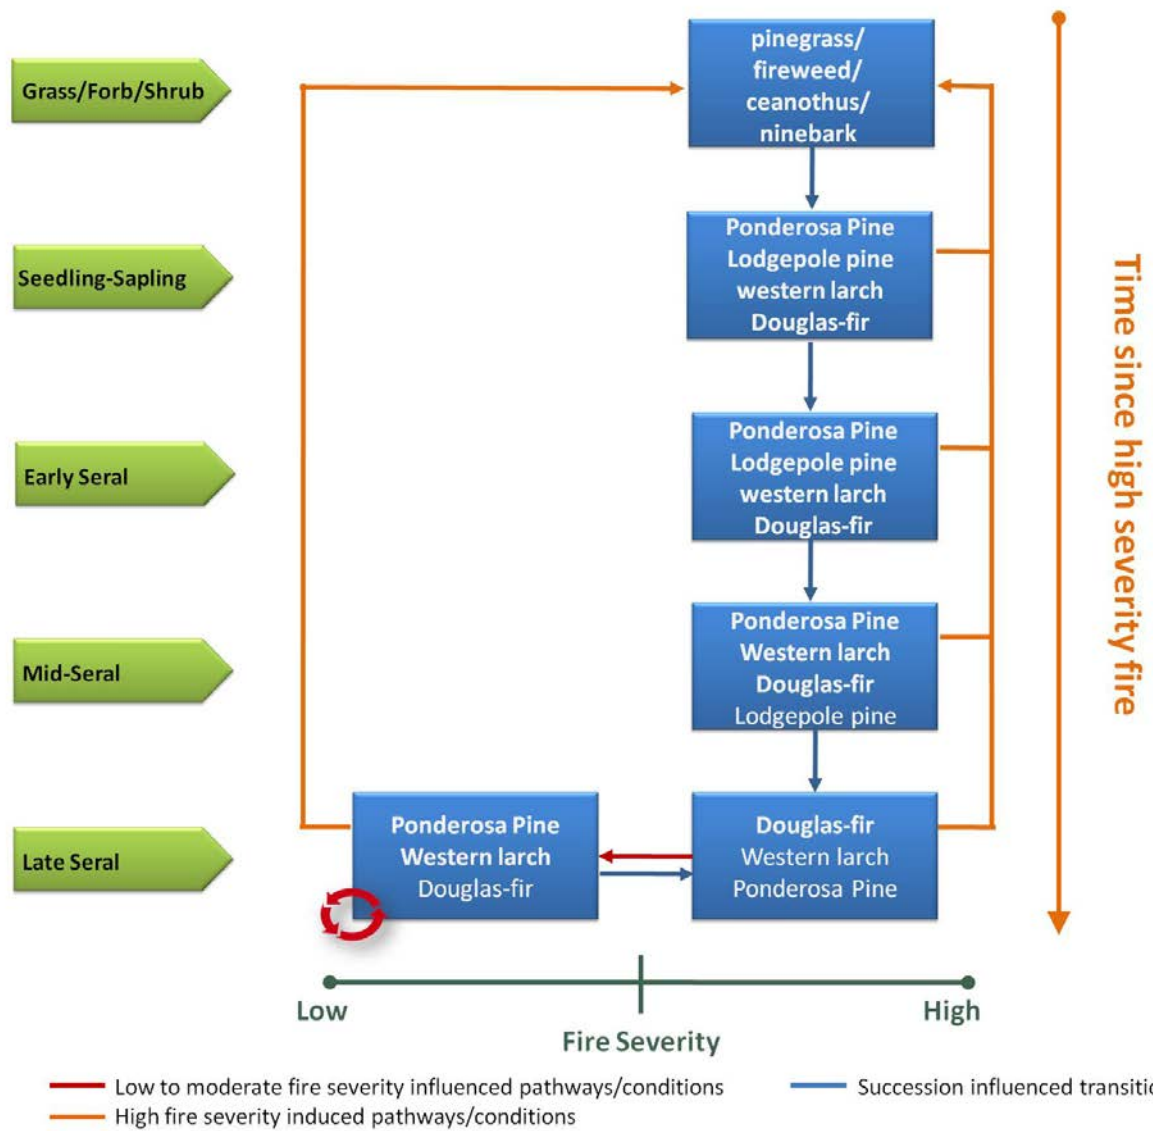 Grass/Forb/Shrub
pinegrass/
fireweed/
ceanothus/
ninebark
Seedling-Sapling
Ponderosa Pine
Lodgepole pine
western larch
Douglas-fir
Early Seral
Ponderosa Pine
Lodgepole pine
western larch
Douglas-fir
Mid-Seral
Ponderosa Pine
Western larch
Douglas-fir
Lodgepole pine
Late Seral
Ponderosa Pine
Western larch
Douglas-fir
Douglas-fir
Western larch
Ponderosa Pine
Time since high severity fire
Low
High
Fire Severity
Low to moderate fire severity influenced pathways/conditions
Succession influenced transitio
High fire severity induced pathways/conditions